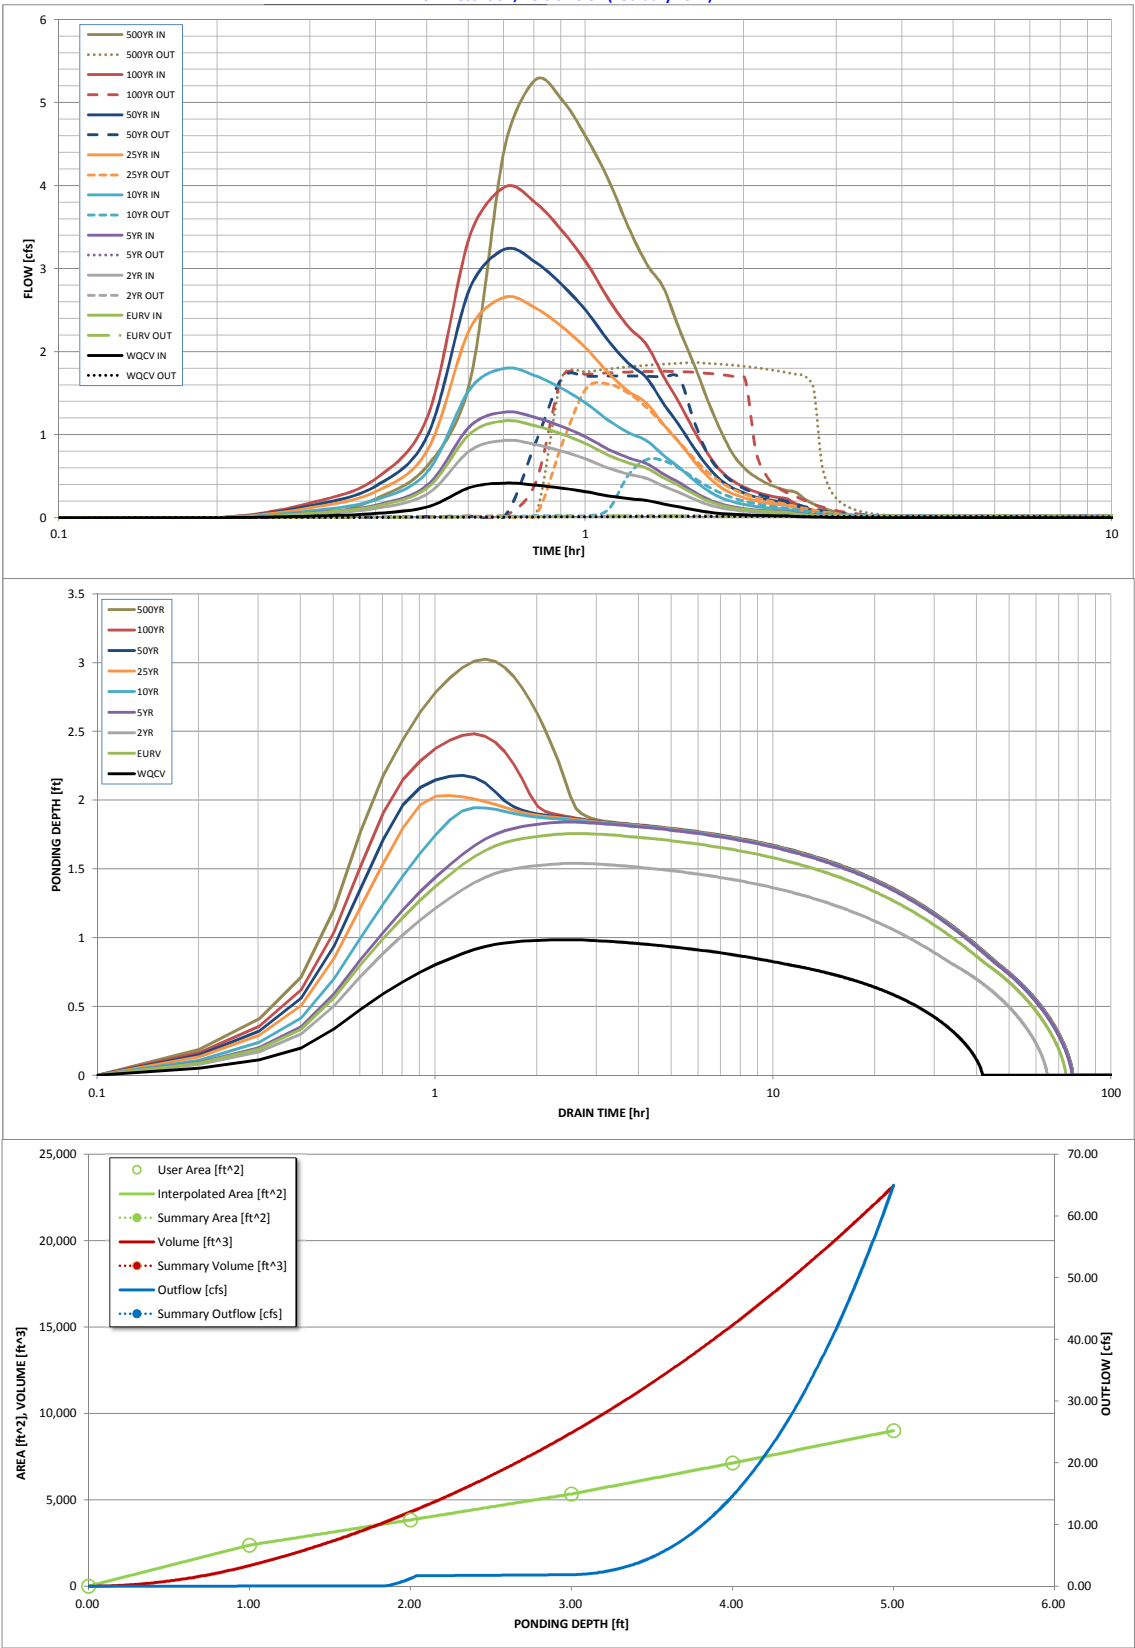 6
5
4
3
2
1
0
0.1
1
10
FLOW [cfs]
TIME [hr]
500YR IN
500YR OUT
100YR IN
100YR OUT
50YR IN
50YR OUT
25YR IN
25YR OUT
10YR IN
10YR OUT
5YR IN
5YR OUT
2YR IN
2YR OUT
EURV IN
EURV OUT
WQCV IN
WQCV OUT
3.5
3
2.5
2
1.5
1
0.5
0
0.1
1
10
100
PONDING DEPTH [ft]
DRAIN TIME [hr]
500YR
100YR
50YR
25YR
10YR
5YR
2YR
EURV
WQCV
25,000
20,000
15,000
10,000
5,000
0
AREA [ft^2], VOLUME [ft^3]
User Area [ft^2]
Interpolated Area [ft^2]
Summary Area [ft^2]
Volume [ft^3]
Summary Volume [ft^3]
Outflow [cfs]
Summary Outflow [cfs]
70.00
60.00
50.00
40.00
30.00
20.00
10.00
0.00
OUTFLOW [cfs]
0.00
1.00
2.00
3.00
4.00
5.00
6.00
PONDING DEPTH [ft]